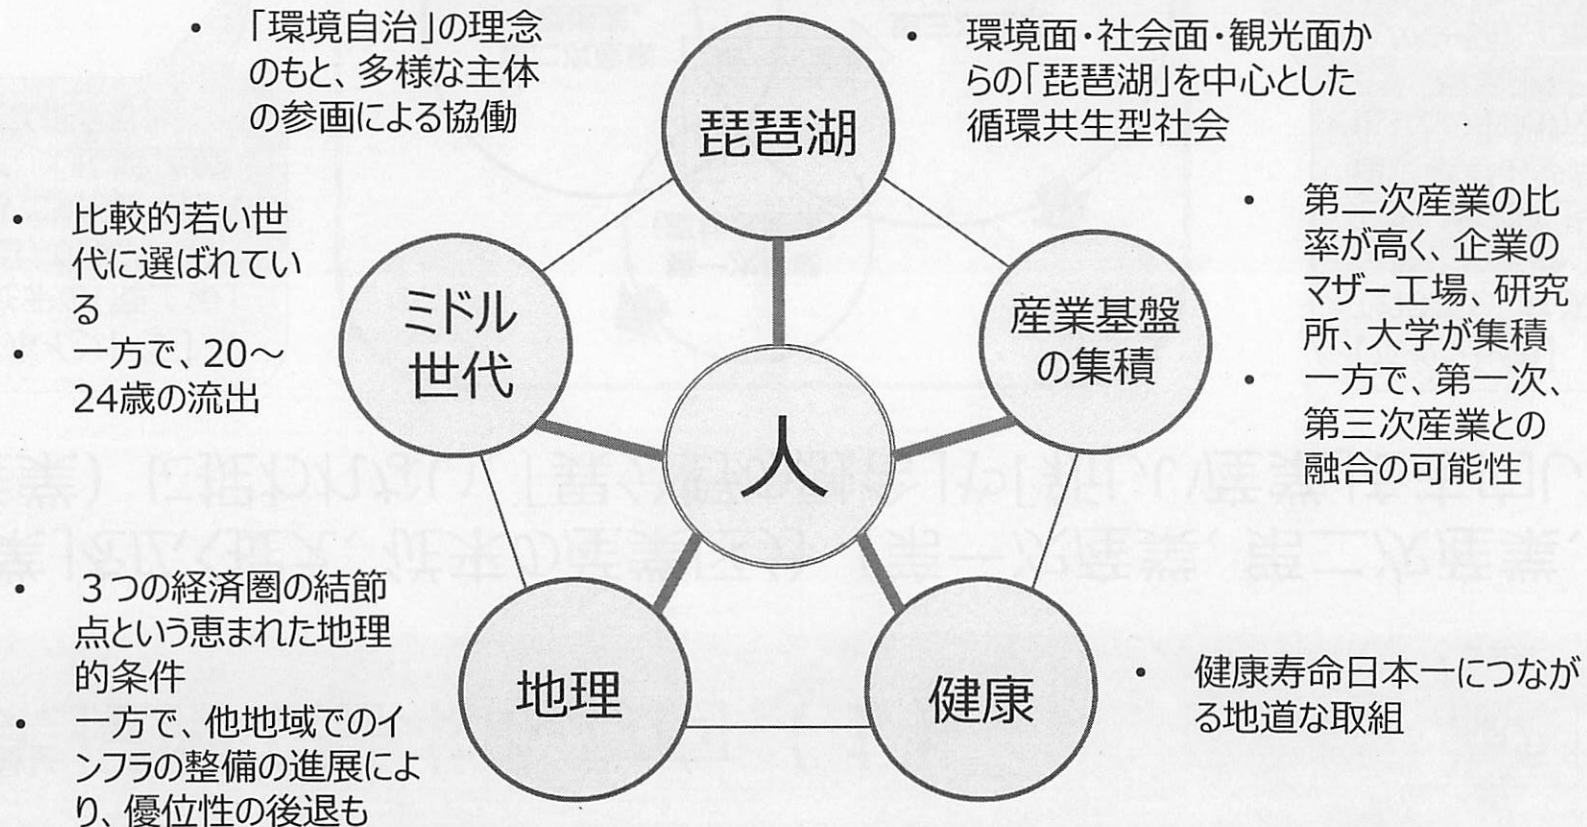 • 「環境自治」の理念
のもと、多様な主体
の参画による協働
琵琶湖
• 環境面・社会面・観光面か
らの「琵琶湖」を中心とした
循環共生型社会
• 比較的若い世
代に選ばれてい
る
• 一方で、20～
24歳の流出
ミドル
世代
産業基盤
の集積
• 第二次産業の比
率が高く、企業の
マザー工場、研究
所、大学が集積
• 一方で、第一次、
第三次産業との
融合の可能性
人
• 3つの経済圏の結節
点という恵まれた地理
的条件
• 一方で、他地域でのイ
ンフラの整備の進展によ
り、優位性の後退も
地理
健康
• 健康寿命日本一につなが
る地道な取組